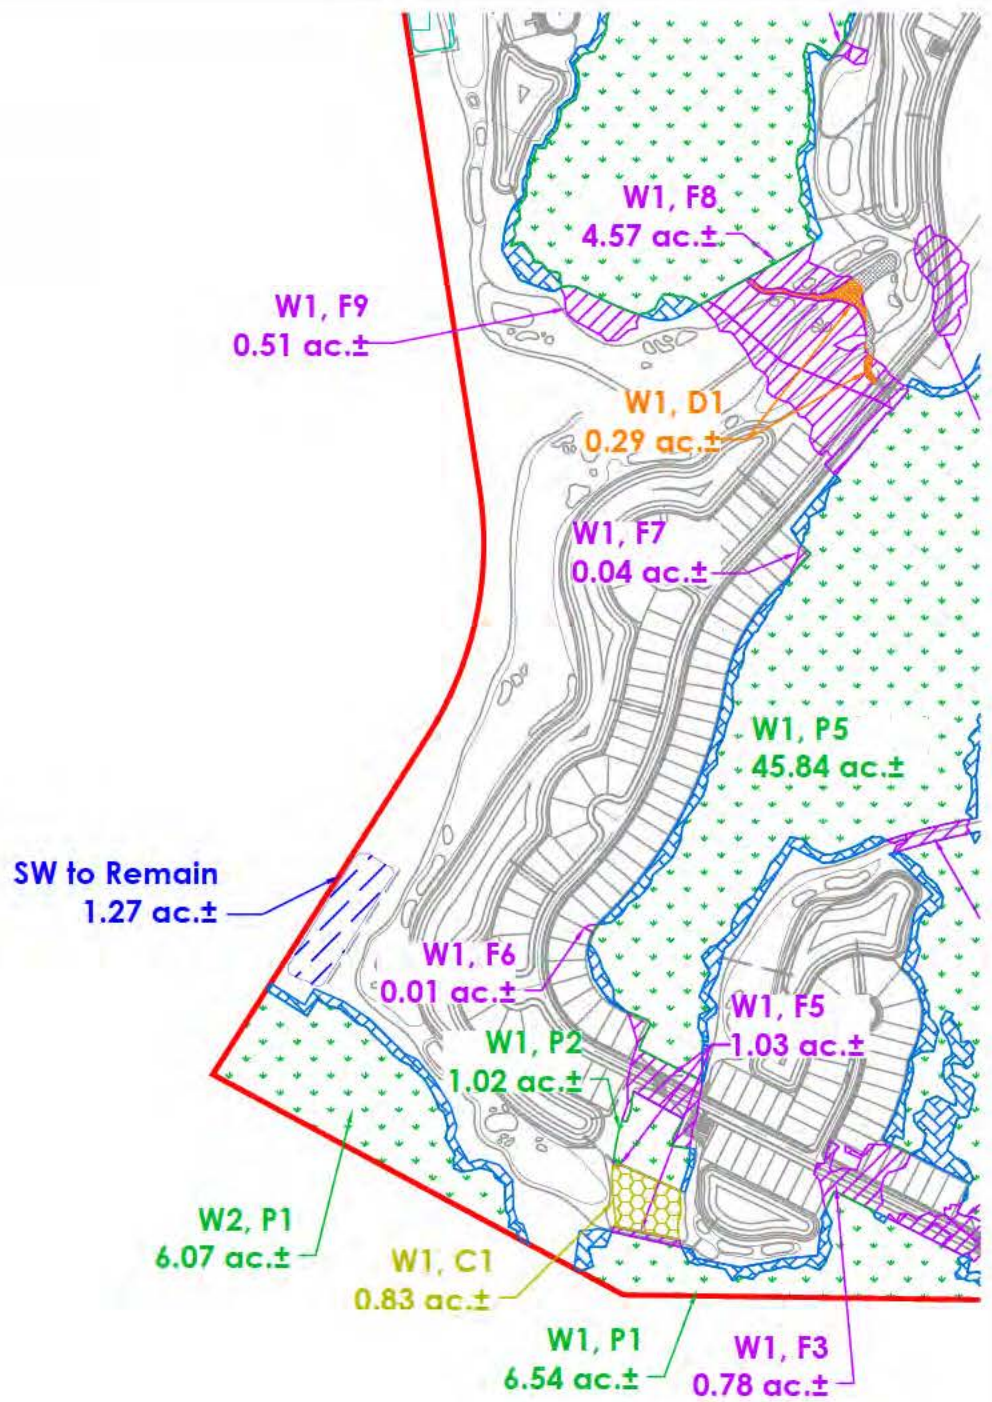 W1, F8
4.57 ac.±
W1, F9
0.51 ac.±
W1, D1
0.29 ac.±
W1, F7
0.04 ac.±
W1, P5
45.84 ac.±
SW to Remain
1.27 ac.±
W1, F6
0.01 ac.±
W1, F5
1.03 ac.±
W1, P2
1.02 ac.±
W2, P1
6.07 ac.±
W1, C1
0.83 ac.±
W1, P1
6.54 ac.±
W1, F3
0.78 ac.±